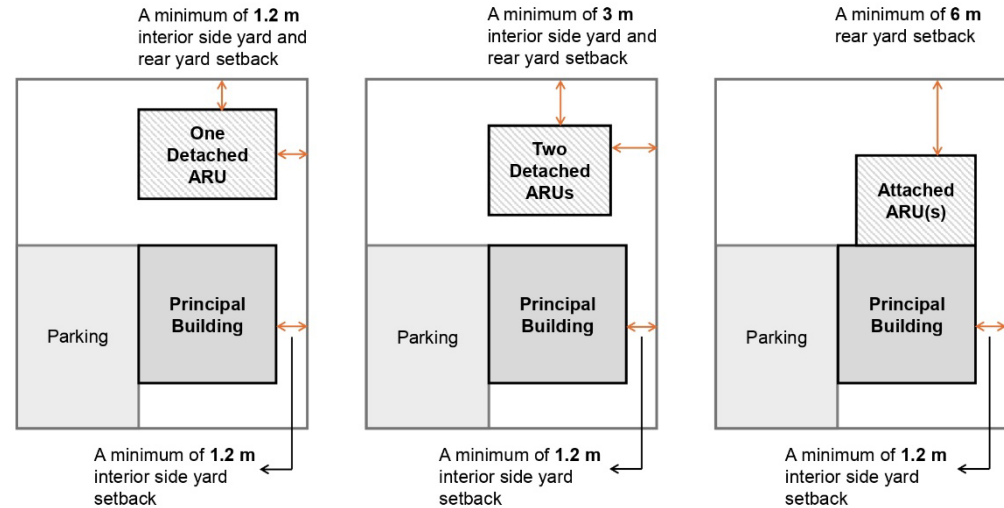 A minimum of 1.2 m
interior side yard and
rear yard setback
One
Detached
ARU
Parking
Principal
Building
A minimum of 1.2 m
interior side yard
setback
A minimum of 3 m
interior side yard and
rear yard setback
Two
Detached
ARUs
Parking
Principal
Building
A minimum of 1.2 m
interior side yard
setback
A minimum of 6 m
rear yard setback
Attached
ARU(s)
Parking
Principal
Building
A minimum of 1.2 m
interior side yard
setback